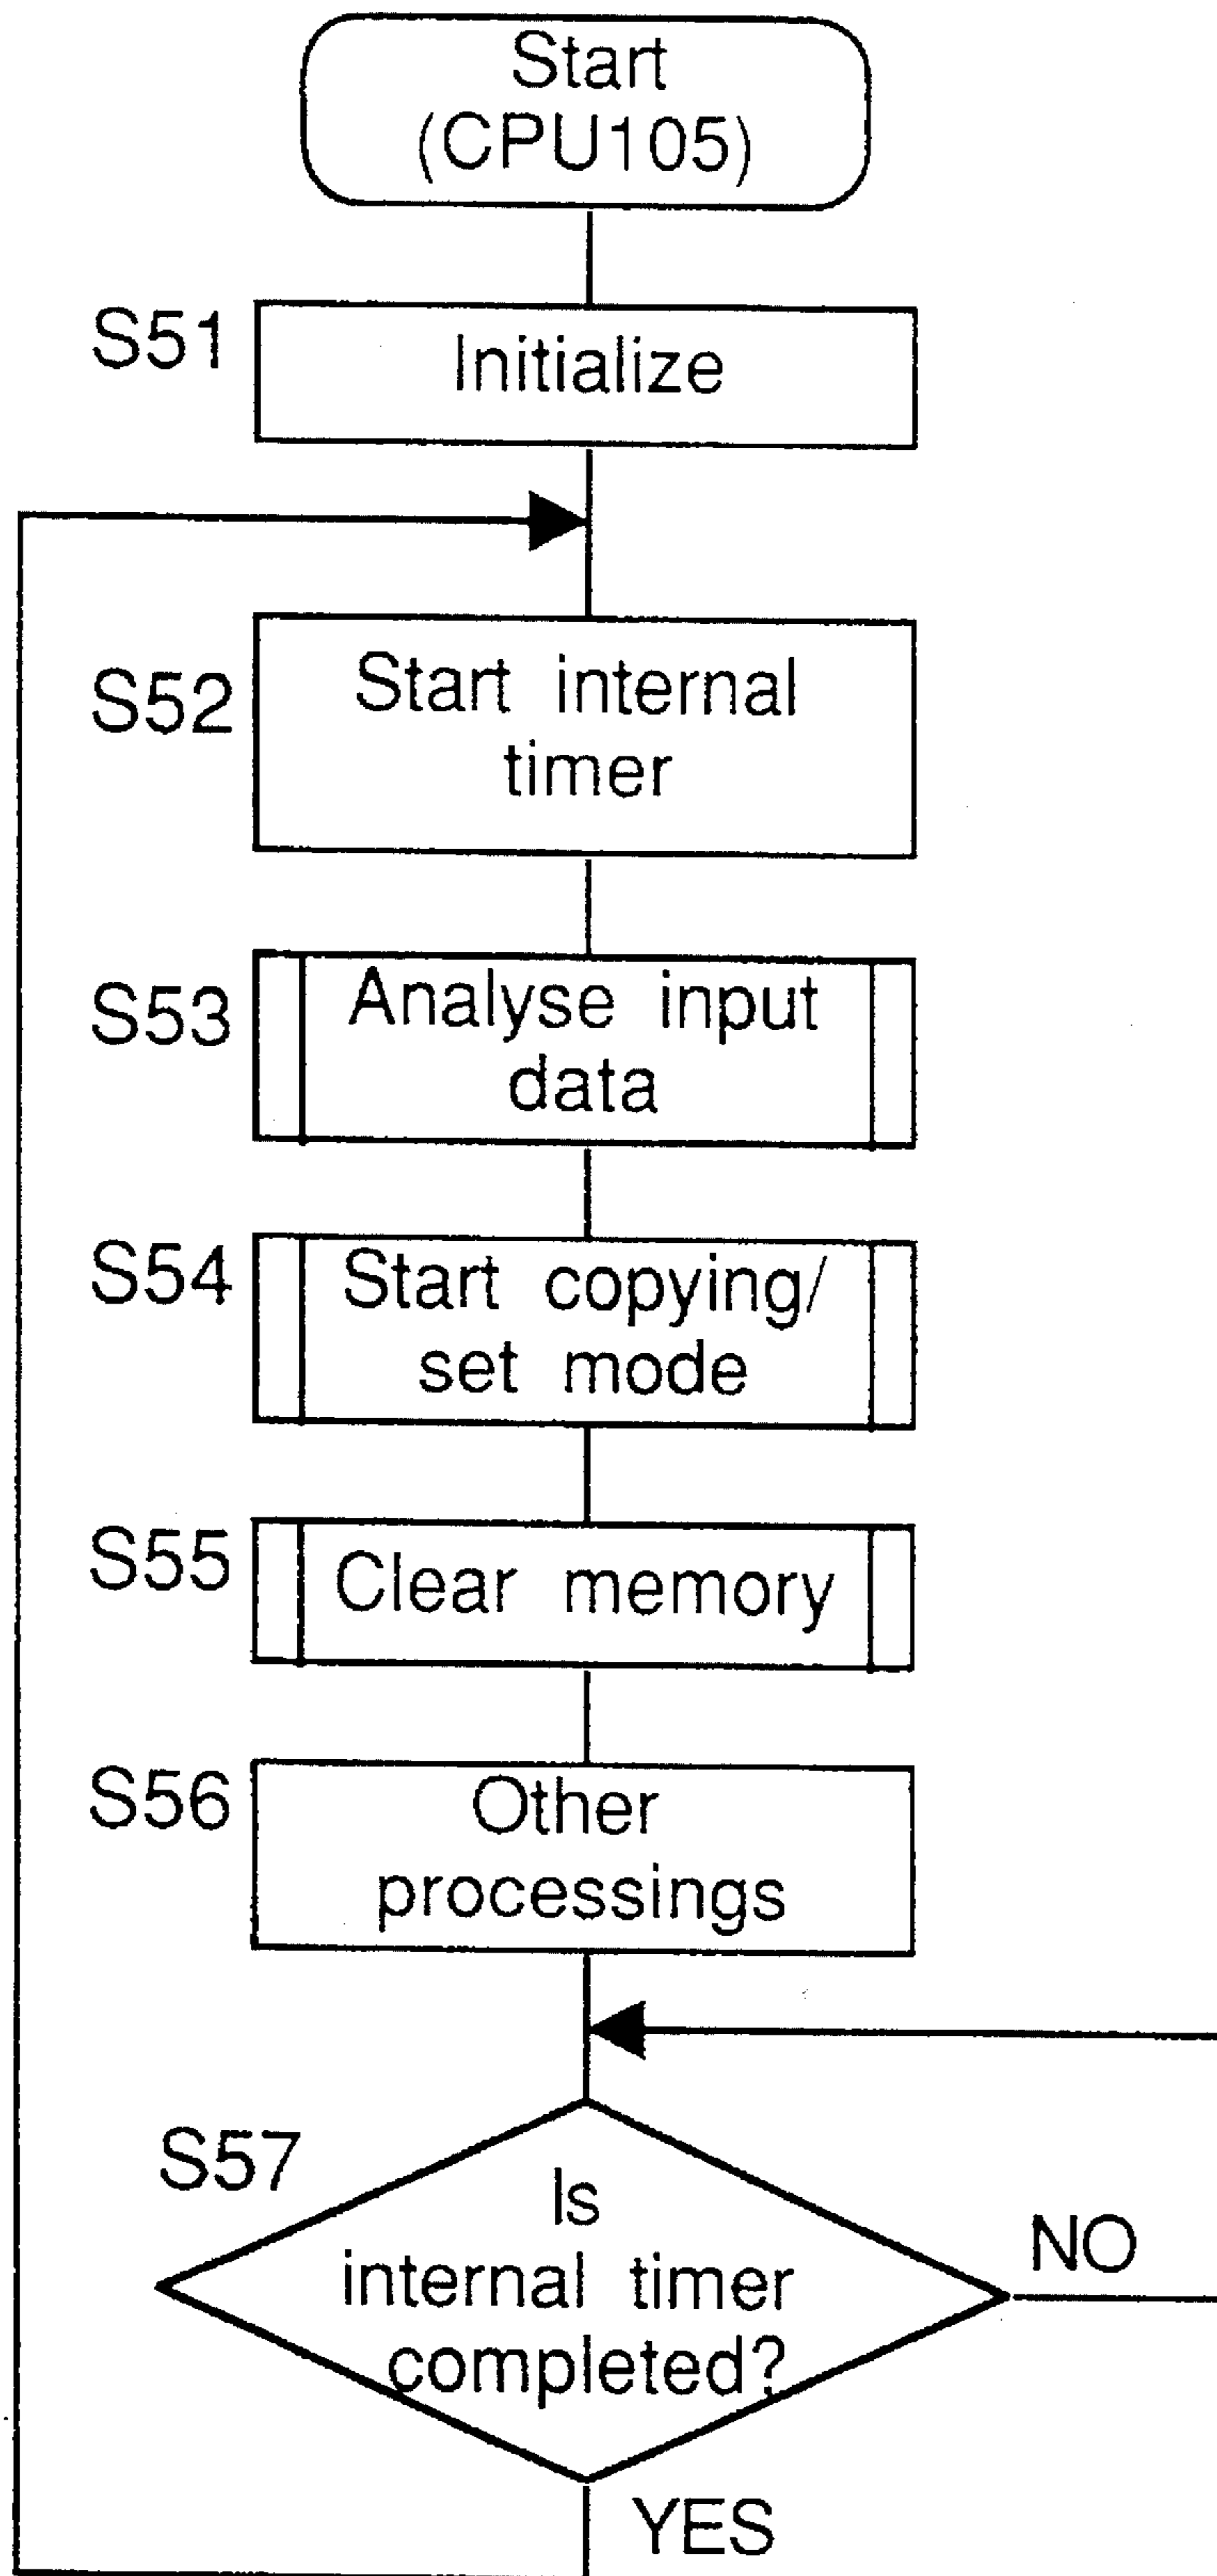 Start
(CPU105)
S51
Initialize
S52
Start internal
timer
S53
Analyse input
data
S54
Start copying/
set mode
S55
Clear memory
S56
Other
processings
S57
Is
internal timer
completed?
NO
YES